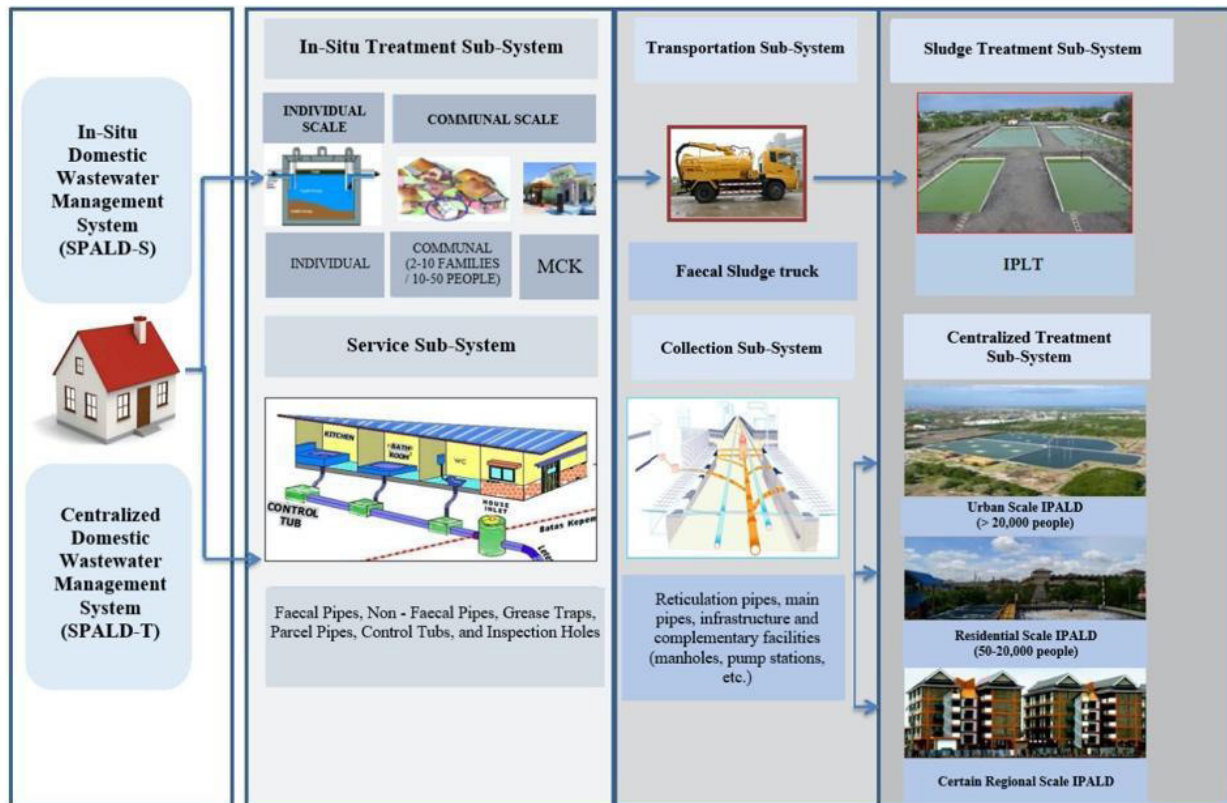 In-Situ
Domestic
Wastewater
Management
System
(SPALD-S)
Centralized
Domestic
Wastewater
Management
System
(SPALD-T)
In-Situ Treatment Sub-System
INDIVIDUAL
SCALE
COMMUNAL SCALE
INDIVIDUAL
COMMUNAL
(2-10 FAMILIES
/ 10-50 PEOPLE)
MCK
Service Sub-System
KITCHEN
BATH
ROOM
WC
CONTROL
TUB
HOUSE
INLET
Batas Kepem
Faecal Pipes, Non - Faecal Pipes, Grease Traps,
Parcel Pipes, Control Tubs, and Inspection Holes
Transportation Sub-System
Faecal Sludge truck
Collection Sub-System
Reticulation pipes, main
pipes, infrastructure and
complementary facilities
(manholes, pump stations,
etc.)
Sludge Treatment Sub-System
IPLT
Centralized Treatment
Sub-System
Urban Scale IPALD
(> 20,000 people)
Residential Scale IPALD
(50-20,000 people)
Certain Regional Scale IPALD